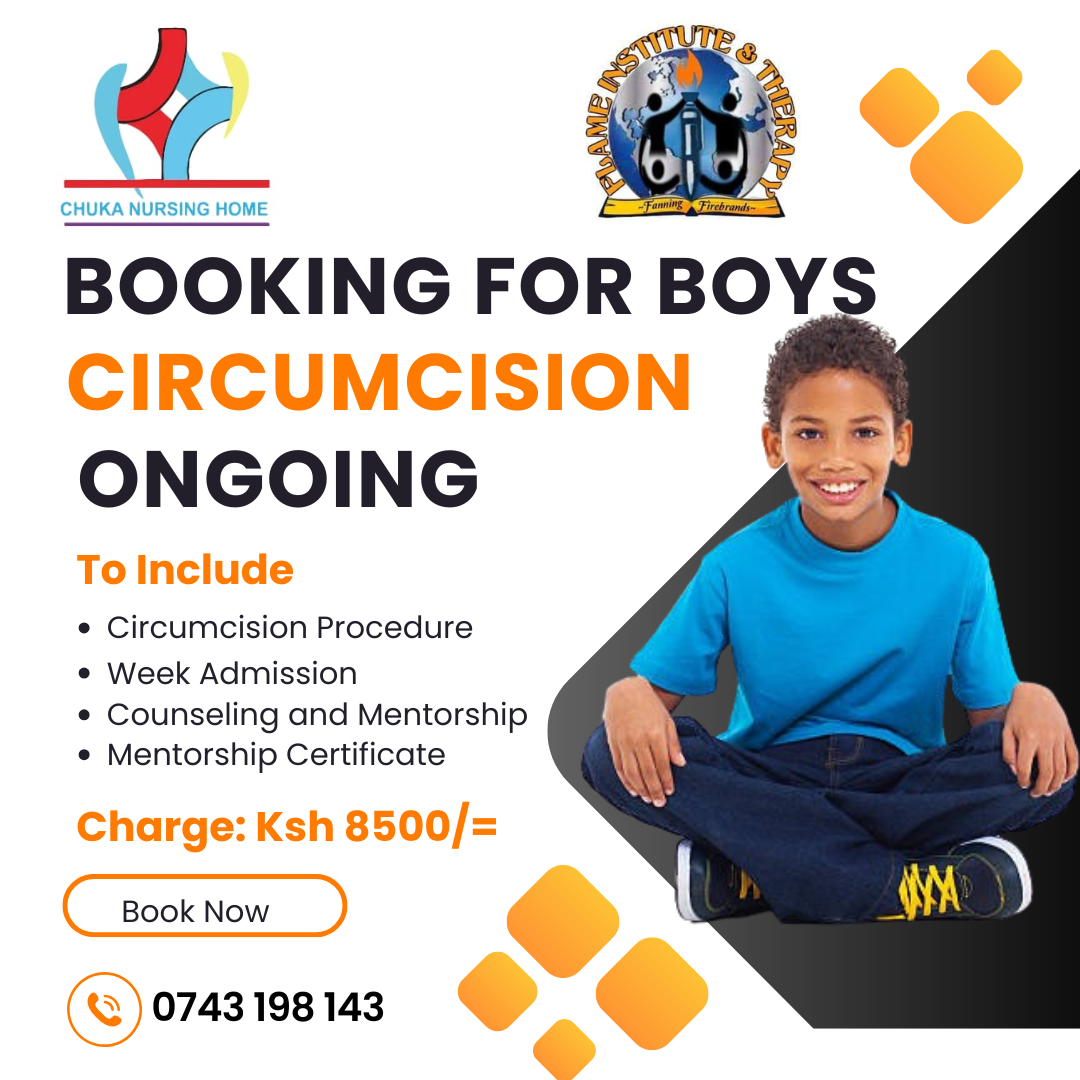 CHUKA NURSING HOME
FLAME INSTITUTE & THERAPY
~Fanning Firebrands~
BOOKING FOR BOYS
CIRCUMCISION
ONGOING
To Include
• Circumcision Procedure
• Week Admission
• Counseling and Mentorship
• Mentorship Certificate
Charge: Ksh 8500/=
Book Now
0743 198 143